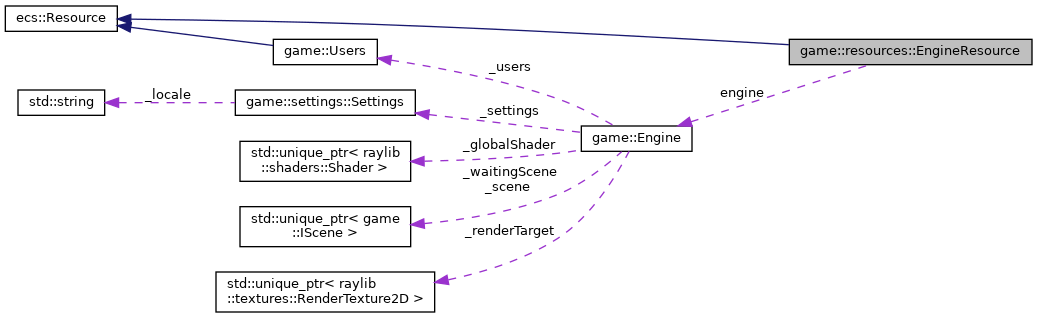 ecs::Resource
game::Users
game::resources::EngineResource
_users
engine
std::string
_locale
game::settings::Settings
_settings
game::Engine
std::unique_ptr< raylib
::shaders::Shader >
_globalShader
_waitingScene
_scene
std::unique_ptr< game
::IScene >
_renderTarget
std::unique_ptr< raylib
::textures::RenderTexture2D >